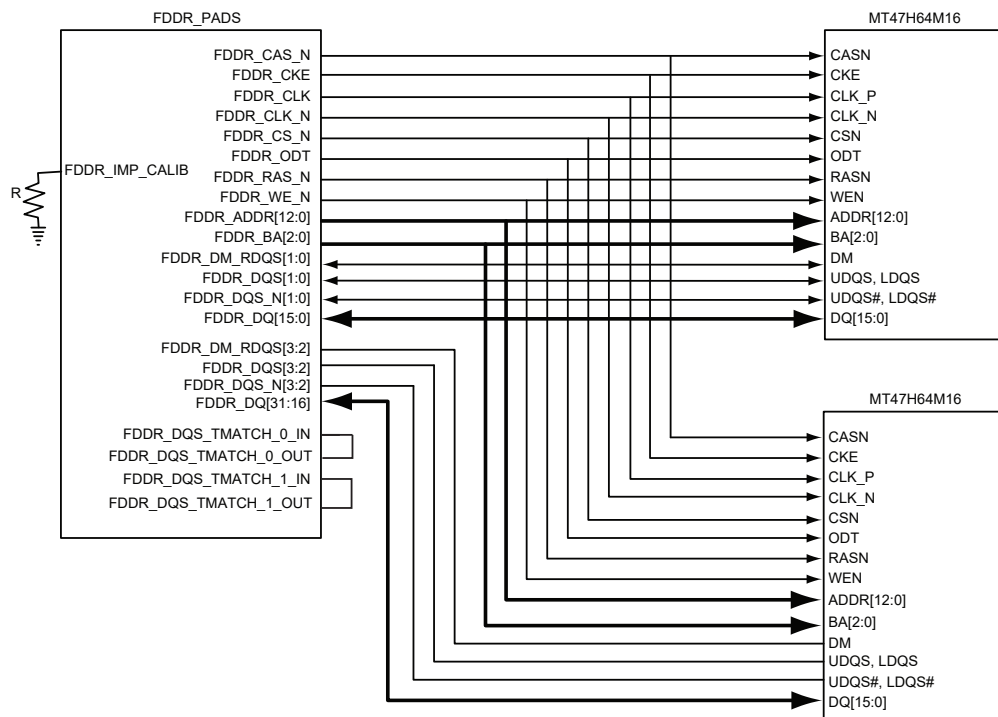 FDDR_PADS
FDDR_CAS_N
FDDR_CKE
FDDR_CLK
FDDR_CLK_N
FDDR_CS_N
FDDR_ODT
FDDR_RAS_N
FDDR_WE_N
FDDR_ADDR[12:0]
FDDR_BA[2:0]
FDDR_DM_RDQS[1:0]
FDDR_DQS[1:0]
FDDR_DQS_N[1:0]
FDDR_DQ[15:0]
FDDR_DM_RDQS[3:2]
FDDR_DQS[3:2]
FDDR_DQS_N[3:2]
FDDR_DQ[31:16]
FDDR_DQS_TMATCH_0_IN
FDDR_DQS_TMATCH_0_OUT
FDDR_DQS_TMATCH_1_IN
FDDR_DQS_TMATCH_1_OUT
FDDR_IMP_CALIB
R
MT47H64M16
CASN
CKE
CLK_P
CLK_N
CSN
ODT
RASN
WEN
ADDR[12:0]
BA[2:0]
DM
UDQS, LDQS
UDQS#, LDQS#
DQ[15:0]
MT47H64M16
CASN
CKE
CLK_P
CLK_N
CSN
ODT
RASN
WEN
ADDR[12:0]
BA[2:0]
DM
UDQS, LDQS
UDQS#, LDQS#
DQ[15:0]